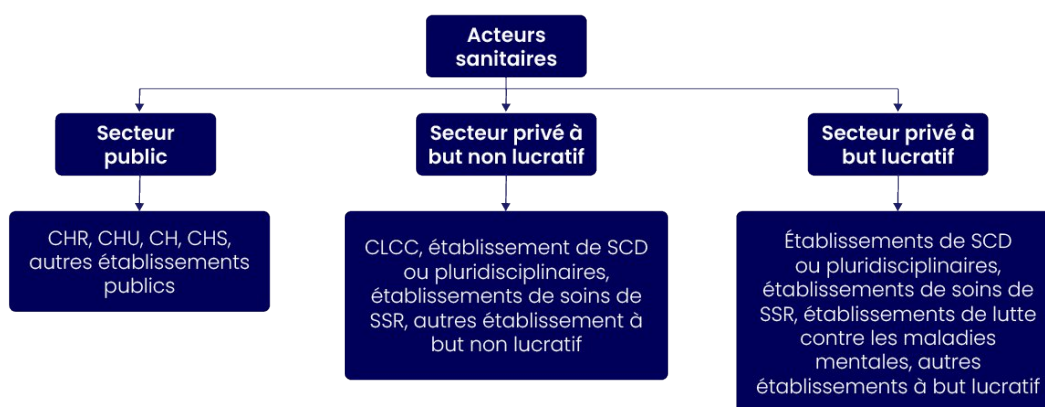 Acteurs
sanitaires
Secteur
public
Secteur privé à
but non lucratif
Secteur privé à
but lucratif
CHR, CHU, CH, CHS,
autres établissements
publics
CLCC, établissement de SCD
ou pluridisciplinaires,
établissements de soins de
SSR, autres établissement à
but non lucratif
Établissements de SCD
ou pluridisciplinaires,
établissements de soins de
SSR, établissements de lutte
contre les maladies
mentales, autres
établissements à but lucratif